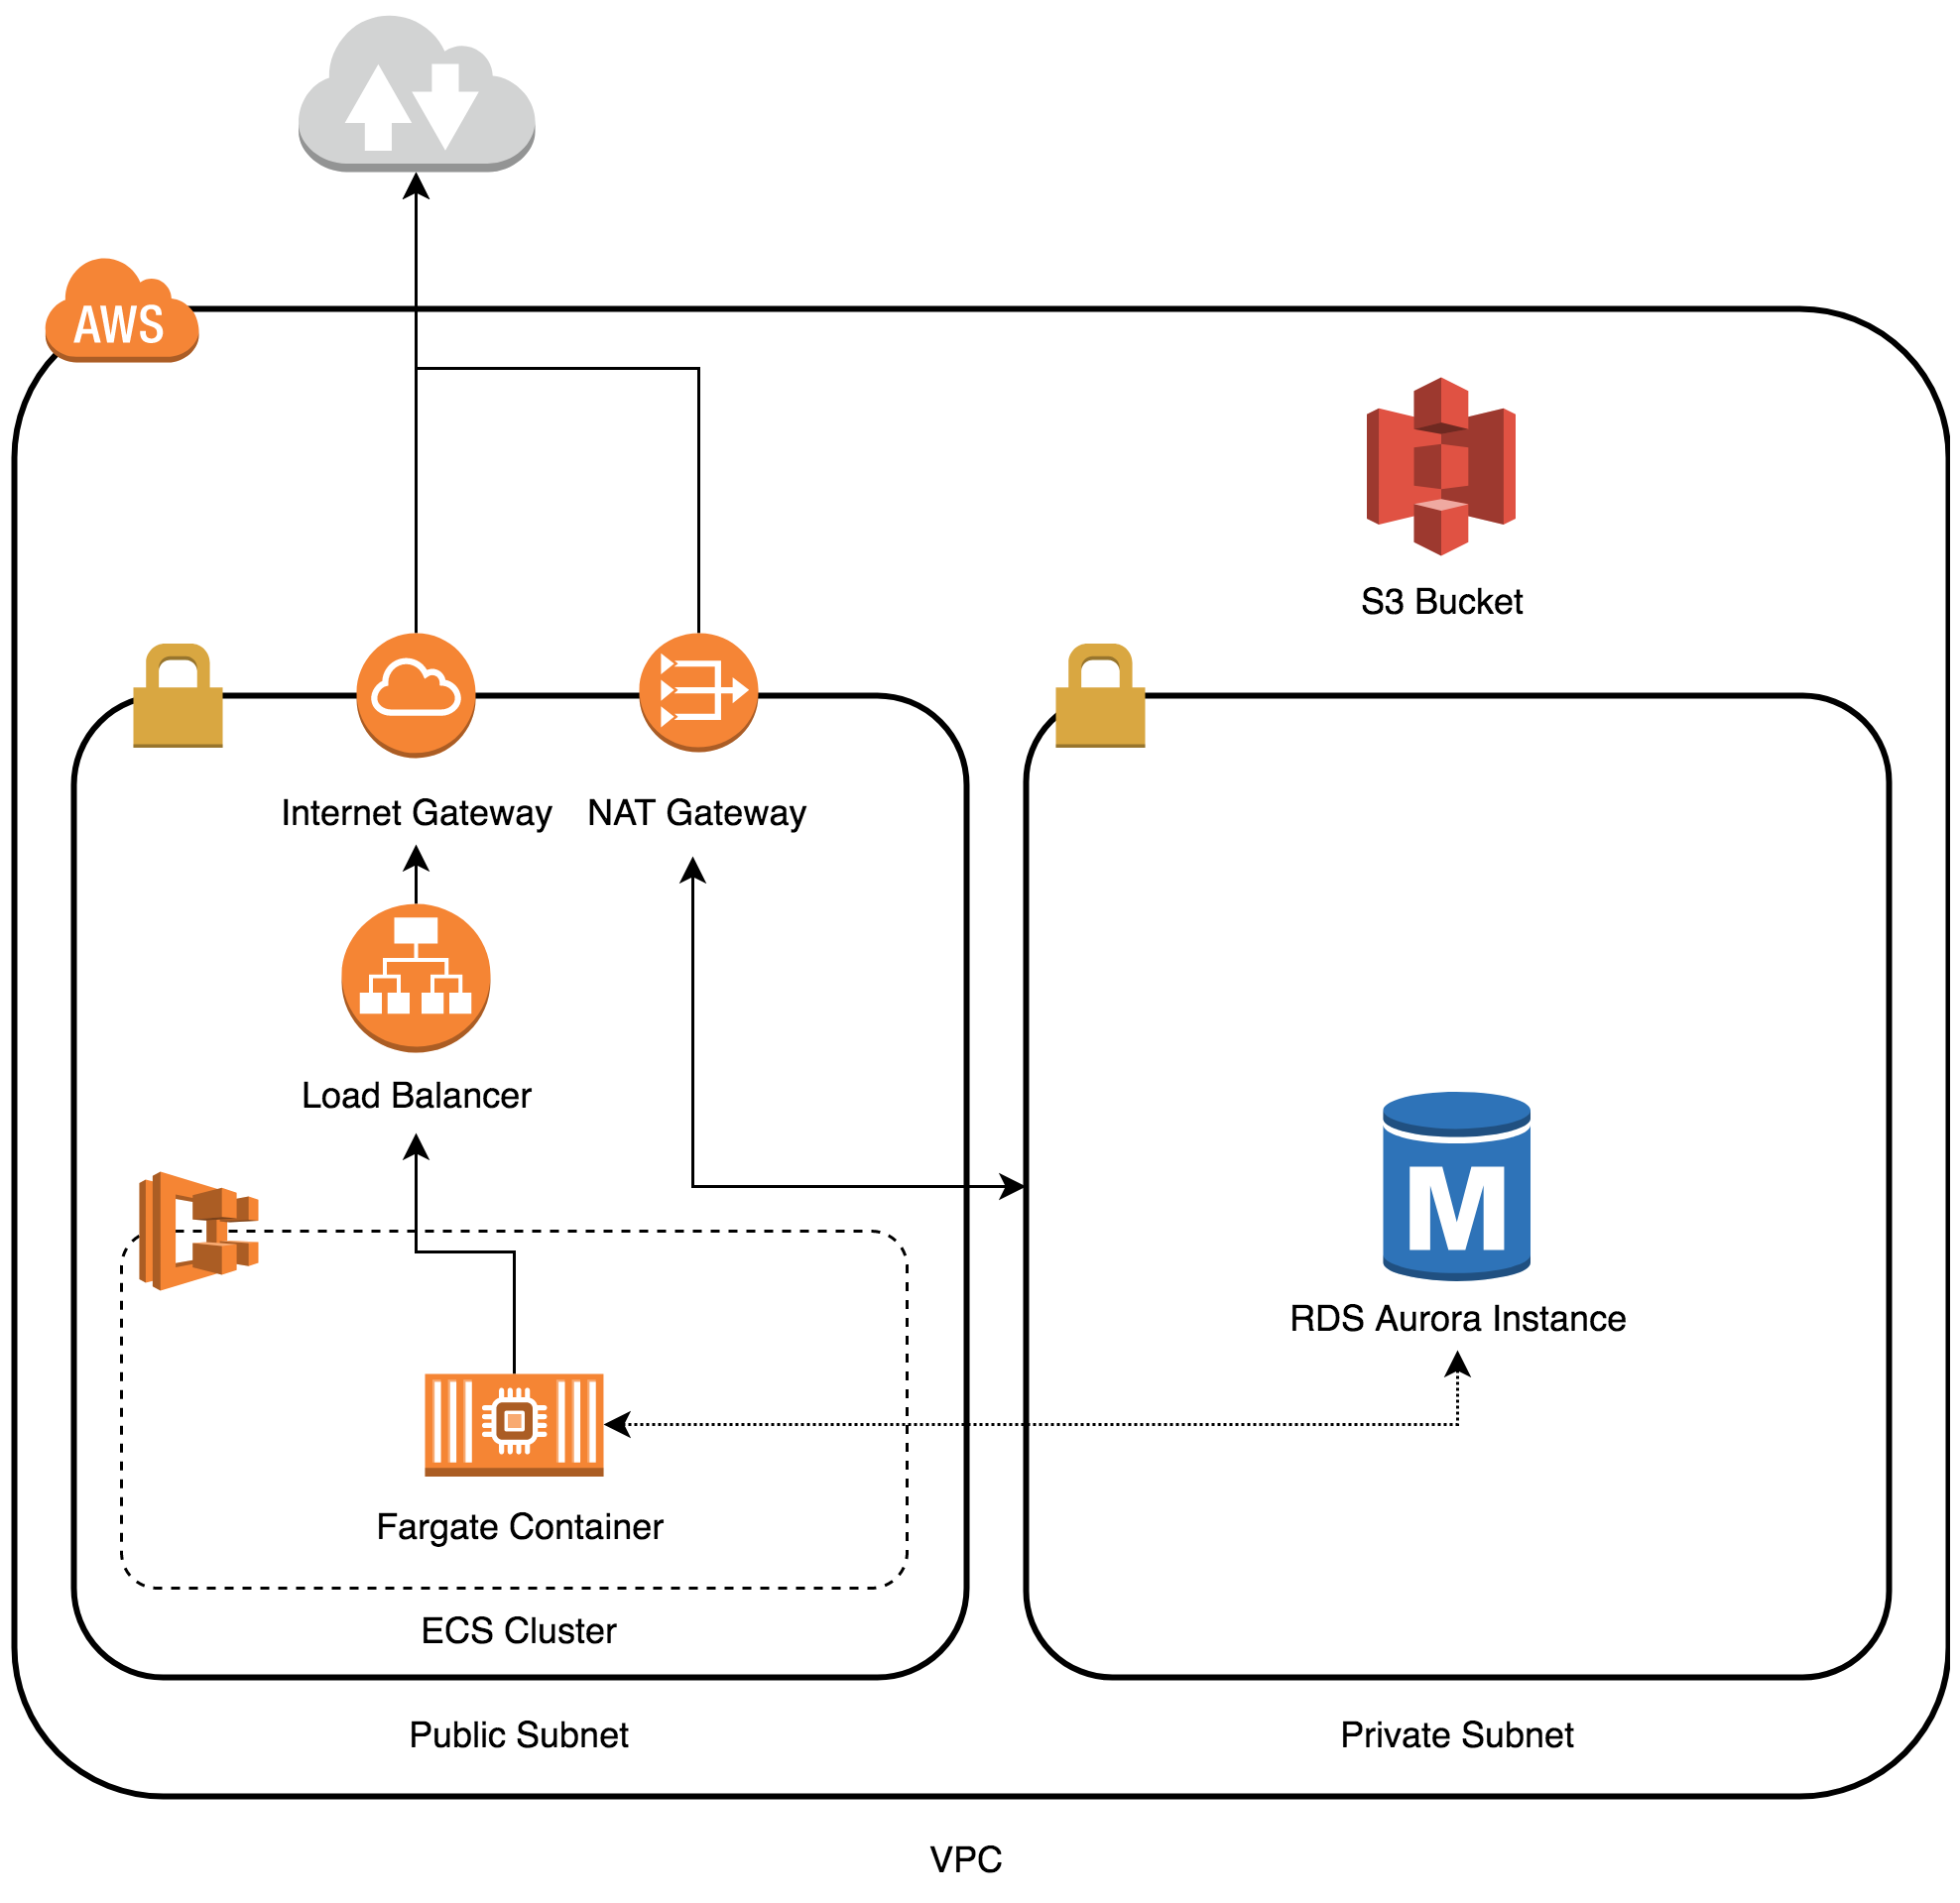 AWS
S3 Bucket
Internet Gateway
NAT Gateway
Load Balancer
M
RDS Aurora Instance
Fargate Container
ECS Cluster
Public Subnet
Private Subnet
VPC